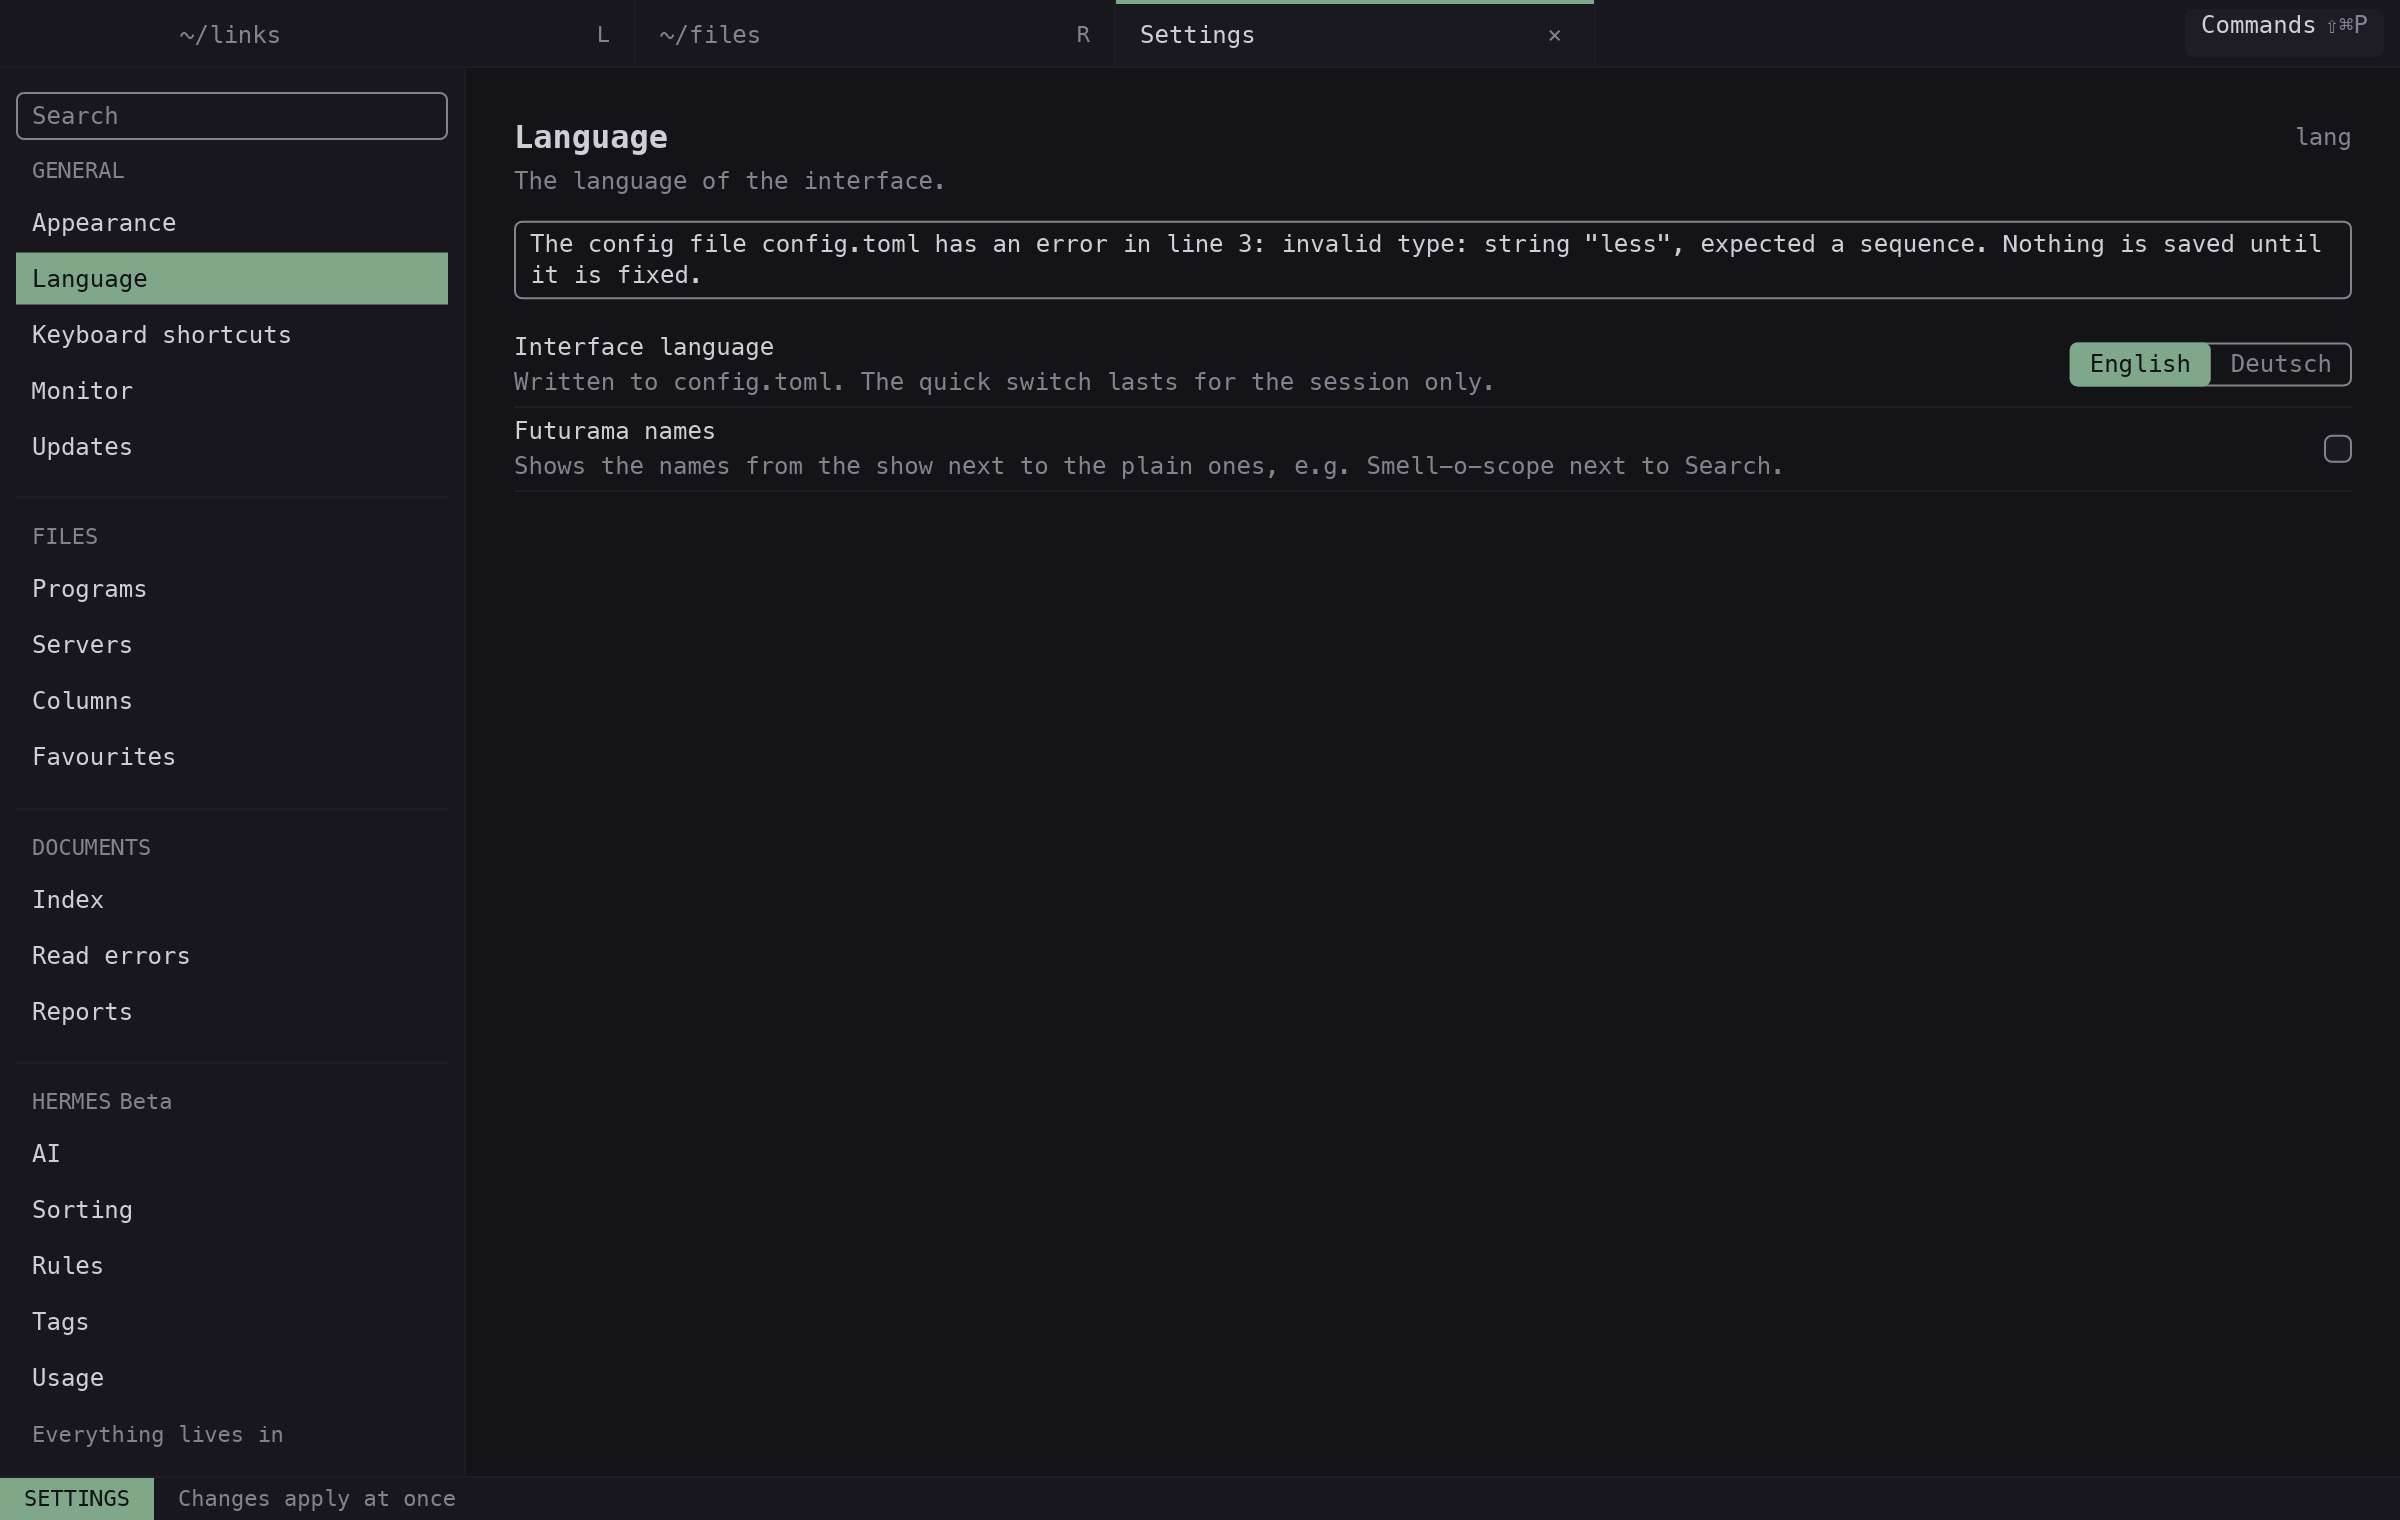 ~/links L ~/files R Settings × Commands ⇧⌘P
Search
GENERAL
Appearance
Language
Keyboard shortcuts
Monitor
Updates
FILES
Programs
Servers
Columns
Favourites
DOCUMENTS
Index
Read errors
Reports
HERMES Beta
AI
Sorting
Rules
Tags
Usage
Everything lives in
Language lang
The language of the interface.
The config file config.toml has an error in line 3: invalid type: string "less", expected a sequence. Nothing is saved until
it is fixed.
Interface language
Written to config.toml. The quick switch lasts for the session only.
English Deutsch
Futurama names
Shows the names from the show next to the plain ones, e.g. Smell-o-scope next to Search.
SETTINGS Changes apply at once